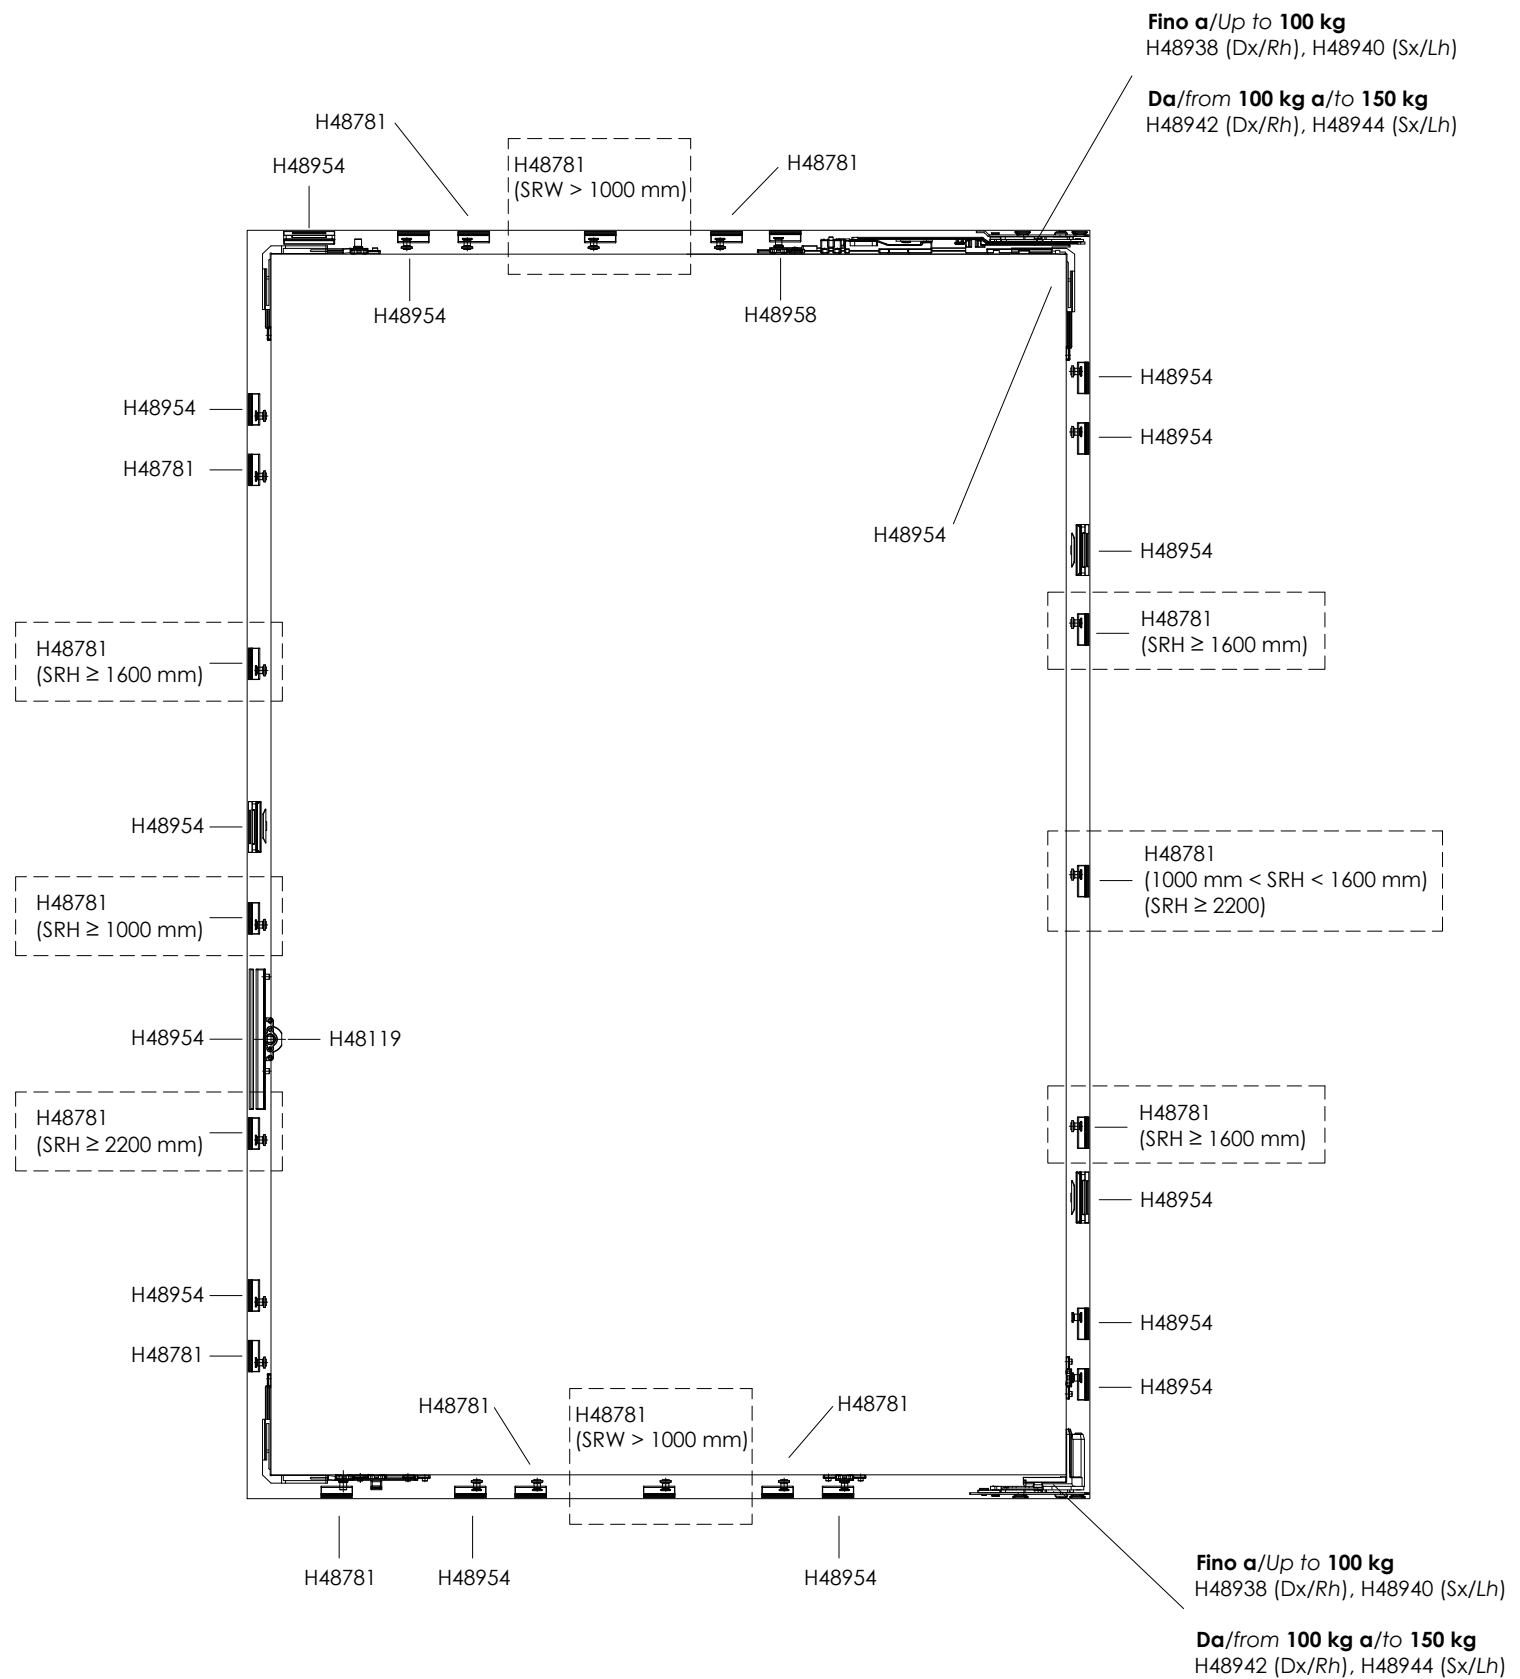 Fino a/Up to 100 kg
H48938 (Dx/Rh), H48940 (Sx/Lh)
Da/from 100 kg a/to 150 kg
H48942 (Dx/Rh), H48944 (Sx/Lh)
H48781
H48954
H48781
(SRW > 1000 mm)
H48781
H48954
H48958
H48954
H48954
H48954
H48781
H48954
H48954
H48781
(SRH ≥ 1600 mm)
H48781
(SRH ≥ 1600 mm)
H48954
H48781
(1000 mm < SRH < 1600 mm)
(SRH ≥ 2200)
H48781
(SRH ≥ 1000 mm)
H48954
H48119
H48781
(SRH ≥ 2200 mm)
H48781
(SRH ≥ 1600 mm)
H48954
H48954
H48954
H48781
H48954
H48781
H48781
(SRW > 1000 mm)
H48781
H48781
H48954
H48954
Fino a/Up to 100 kg
H48938 (Dx/Rh), H48940 (Sx/Lh)
Da/from 100 kg a/to 150 kg
H48942 (Dx/Rh), H48944 (Sx/Lh)